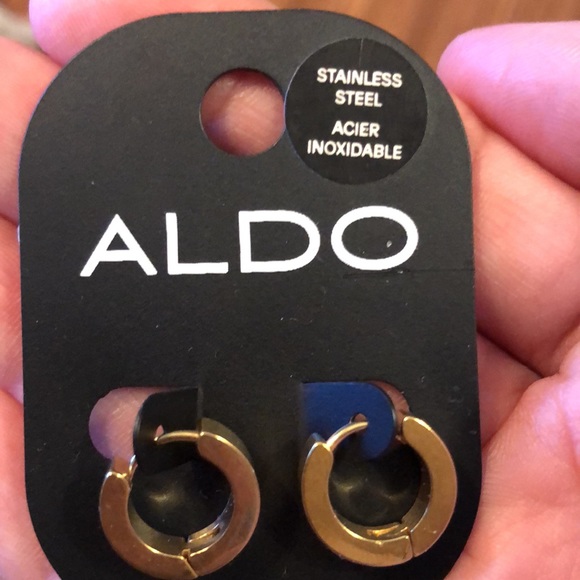 STAINLESS
STEEL
ACIER
INOXIDABLE
ALDO